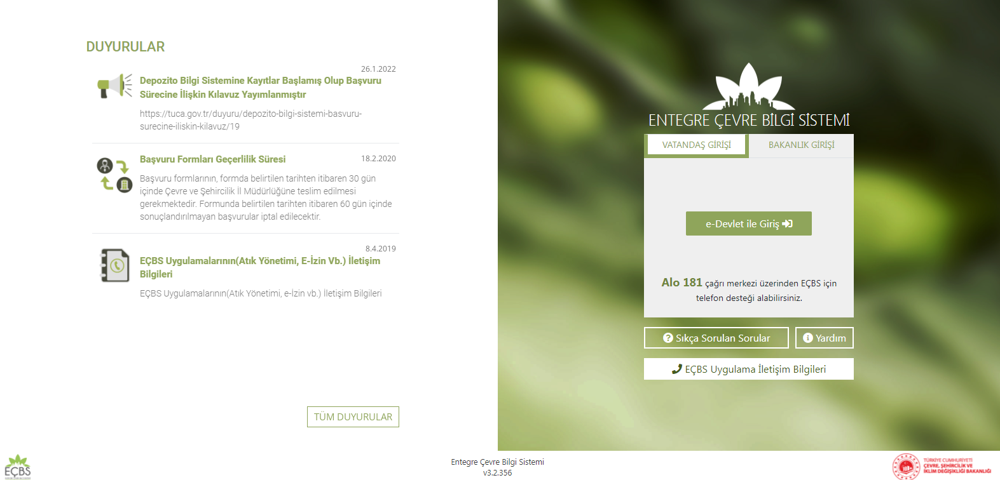 DUYURULAR
26.1.2022
Depozito Bilgi Sistemine Kayıtlar Başlamış Olup Başvuru
Sürecine İlişkin Kılavuz Yayımlanmıştır
https://tuca.gov.tr/duyuru/depozito-bilgi-sistemi-basvuru-
surecine-iliskin-kilavuz/19
Başvuru Formları Geçerlilik Süresi
18.2.2020
Başvuru formlarının, formda belirtilen tarihten itibaren 30 gün
içinde Çevre ve Şehircilik İl Müdürlüğüne teslim edilmesi
gerekmektedir. Formunda belirtilen tarihten itibaren 60 gün içinde
sonuçlandırılmayan başvurular iptal edilecektir.
8.4.2019
EÇBS Uygulamalarının(Atık Yönetimi, E-İzin Vb.) İletişim
Bilgileri
EÇBS Uygulamalarının(Atık Yönetimi, e-İzin vb.) İletişim Bilgileri
TÜM DUYURULAR
ENTEGRE ÇEVRE BİLGİ SİSTEMİ
VATANDAŞ GİRİŞİ
BAKANLIK GİRİŞİ
e-Devlet ile Giriş
Alo 181 çağrı merkezi üzerinden EÇBS için
telefon desteği alabilirsiniz.
Sıkça Sorulan Sorular
Yardım
EÇBS Uygulama İletişim Bilgileri
EÇBS
Entegre Çevre Bilgi Sistemi
v3.2.356
TÜRKİYE CUMHURİYETİ
ÇEVRE, ŞEHİRCİLİK VE
İKLİM DEĞİŞİKLİĞİ BAKANLIĞI